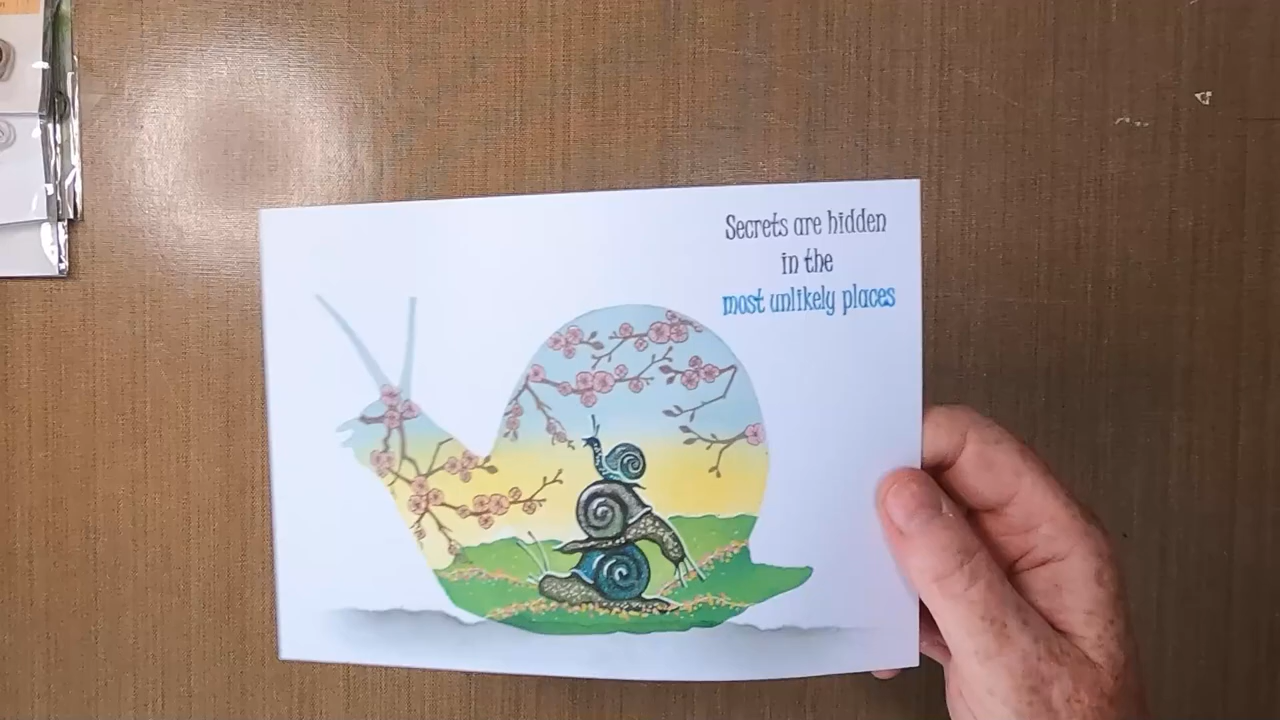 Secrets are hidden
in the
most unlikely places